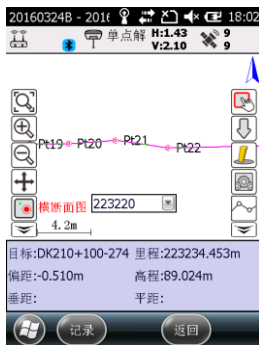 20160324B - 2016 18:02
单点解 H:1.43 9
V:2.10 9
Pt19 Pt20 Pt21 Pt22
横断面图 223220
4.2m
目标:DK210+100-274 里程:223234.453m
偏距:-0.510m 高程:89.024m
垂距: 平距:
记录 返回